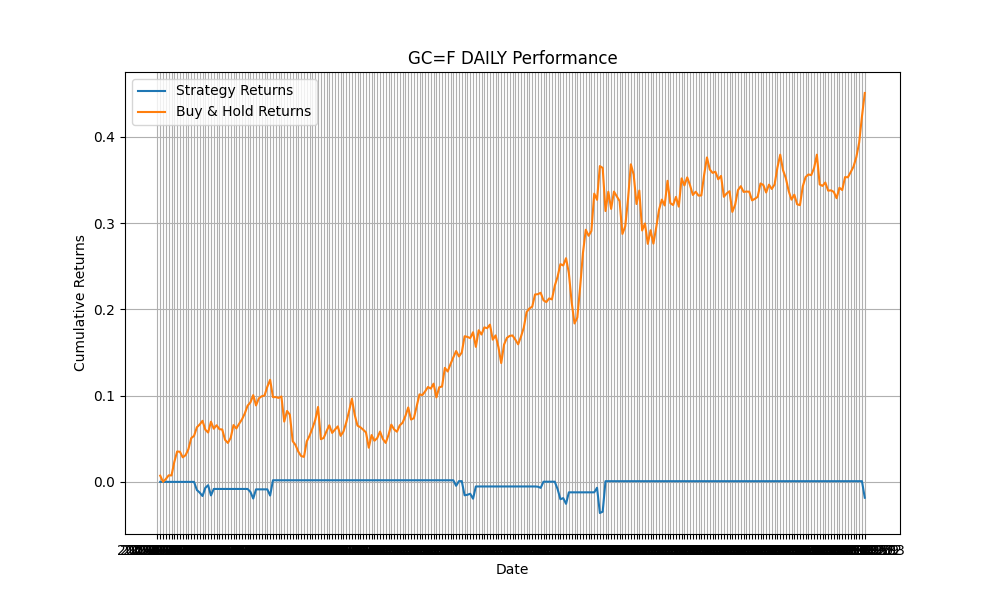 GC=F DAILY Performance
Strategy Returns
Buy & Hold Returns
Cumulative Returns
0.4
0.3
0.2
0.1
0.0
Date